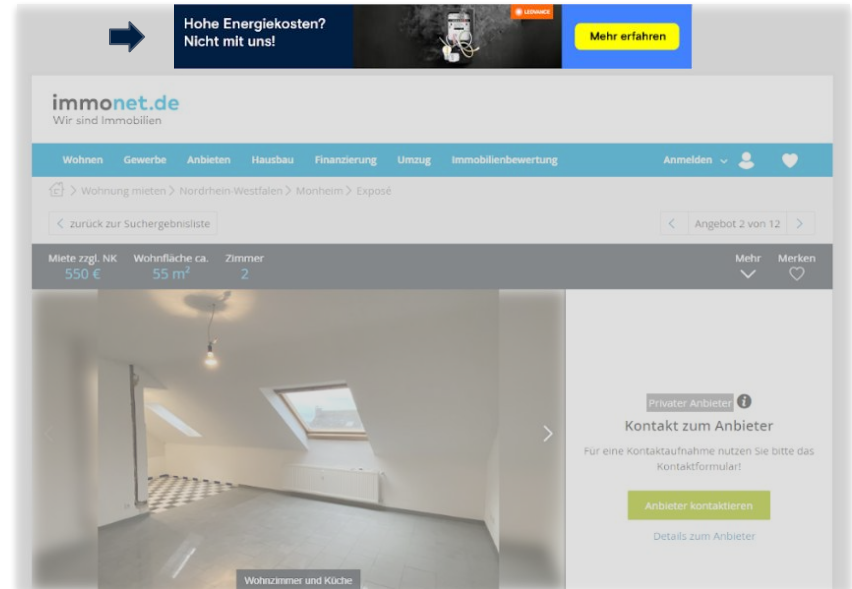 Hohe Energiekosten?
Nicht mit uns!
LEDVANCE
Mehr erfahren
immonet.de
Wir sind Immobilien
Wohnen Gewerbe Anbieten Hausbau Finanzierung Umzug Immobilienbewertung Anmelden
> Wohnung mieten > Nordrhein-Westfalen > Monheim > Exposé
< zurück zur Suchergebnisliste < Angebot 2 von 12 >
Miete zzgl. NK Wohnfläche ca. Zimmer Mehr Merken
550 € 55 m² 2
Privater Anbieter i
Kontakt zum Anbieter
Für eine Kontaktaufnahme nutzen Sie bitte das
Kontaktformular!
Anbieter kontaktieren
Details zum Anbieter
Wohnzimmer und Küche